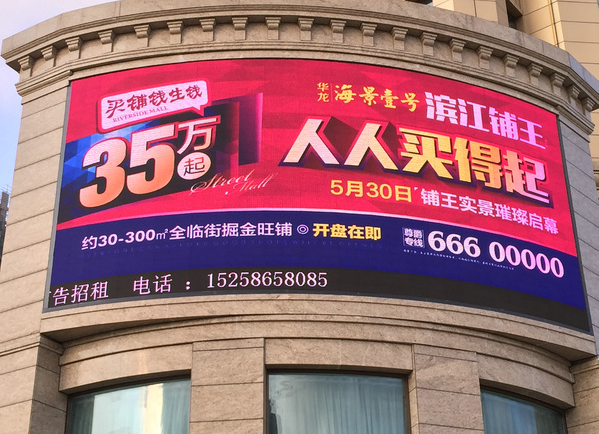 买铺钱生钱
RIVERSIDE MALL
35万起
Street Mall
华龙 海景壹号 滨江铺王
人人买得起
5月30日 铺王实景璀璨启幕
约30-300㎡全临街掘金旺铺 ◎ 开盘在即
尊爵专线 666 00000
广告招租 电话：15258658085